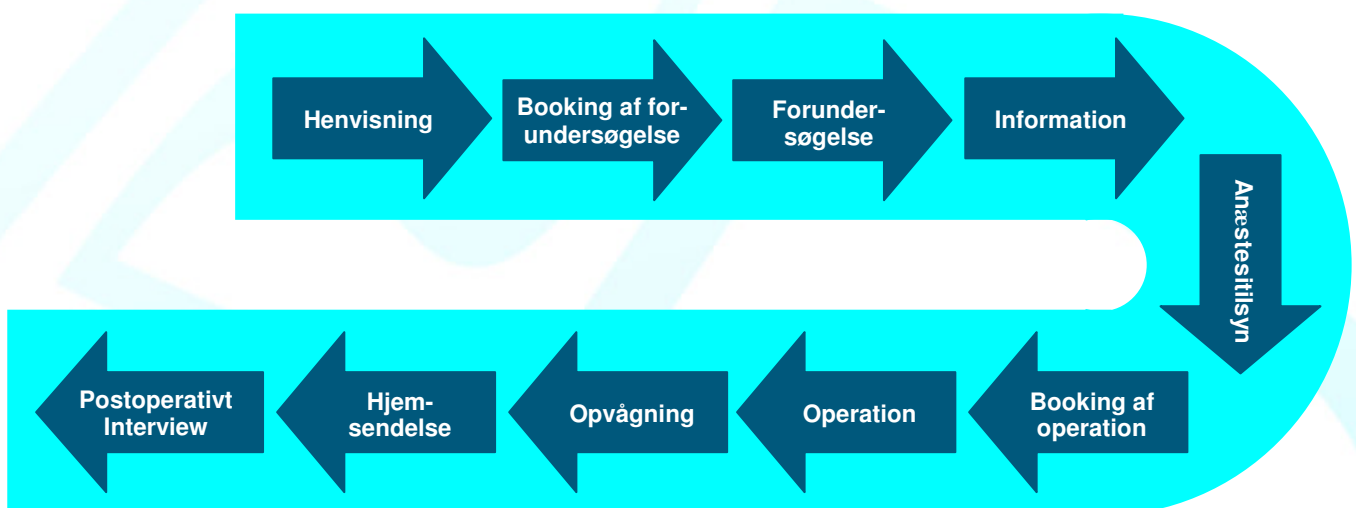 Henvisning
Booking af for-
undersøgelse
Forunder-
søgelse
Information
Anæstesitilsyn
Booking af
operation
Operation
Opvågning
Hjem-
sendelse
Postoperativt
Interview